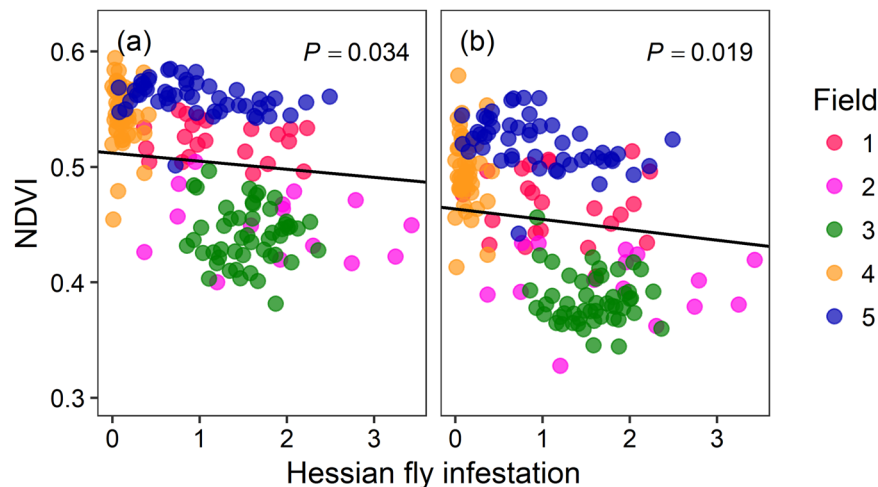 (a)
P = 0.034
(b)
P = 0.019
0.6
0.5
0.4
0.3
NDVI
0 1 2 3
0 1 2 3
Hessian fly infestation
Field
1
2
3
4
5